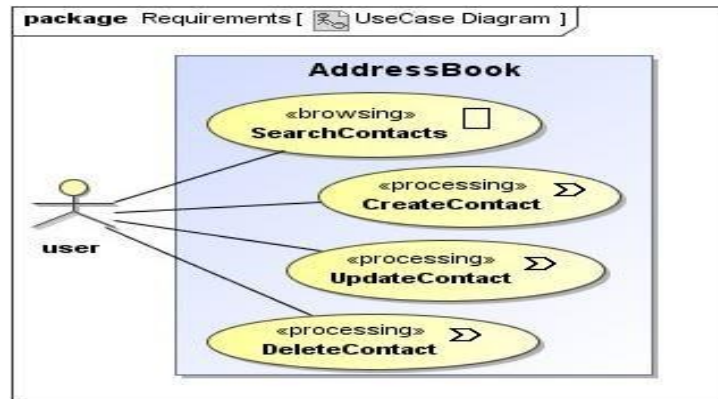 package Requirements [ UseCase Diagram ]
AddressBook
«browsing»
SearchContacts
«processing»
CreateContact
user
«processing»
UpdateContact
«processing»
DeleteContact